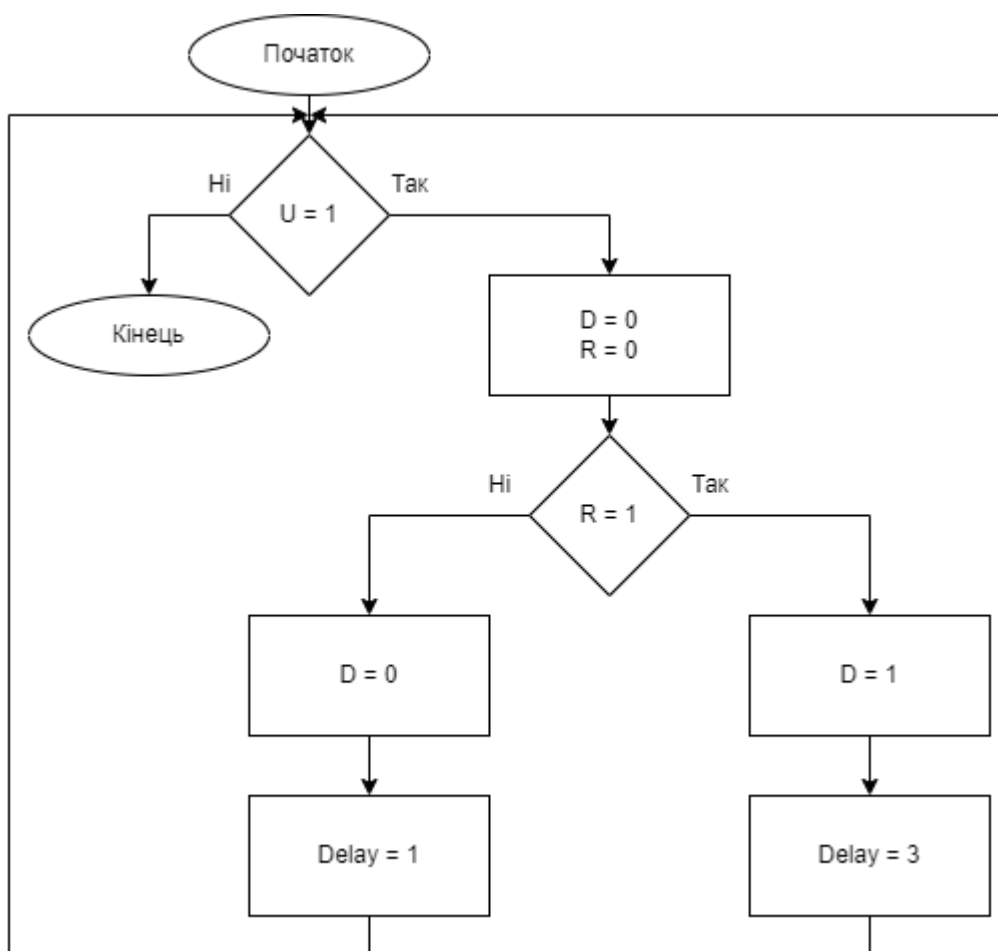 Початок
Ні
Так
U = 1
Кінець
D = 0
R = 0
Ні
Так
R = 1
D = 0
D = 1
Delay = 1
Delay = 3